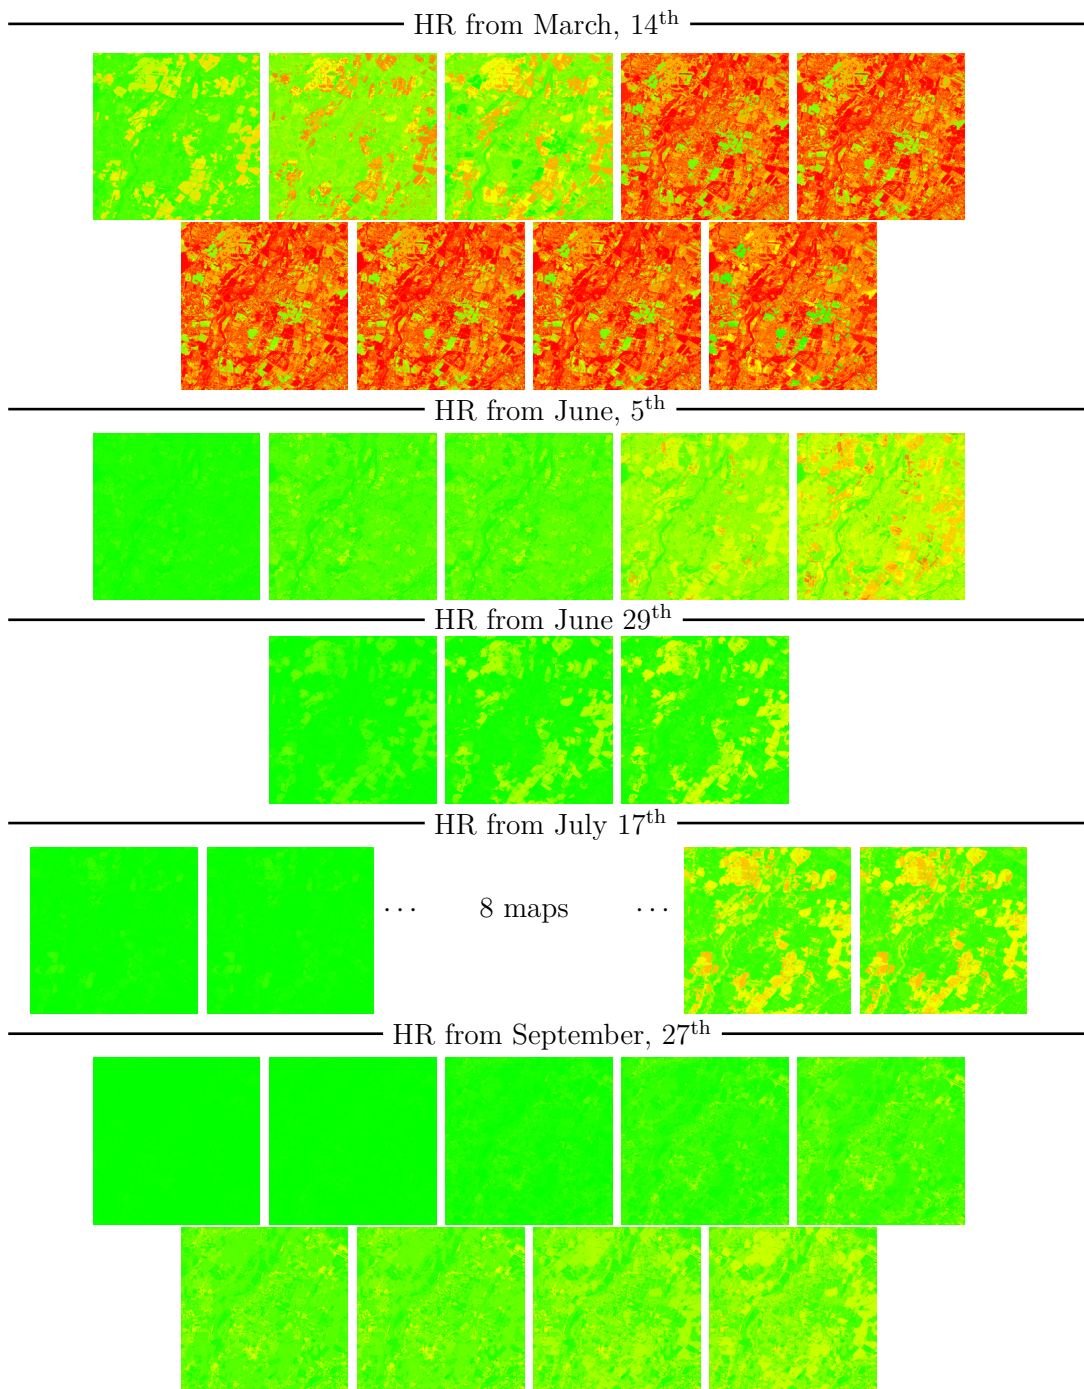 HR from March, 14th
HR from June, 5th
HR from June 29th
HR from July 17th
··· 8 maps ···
HR from September, 27th